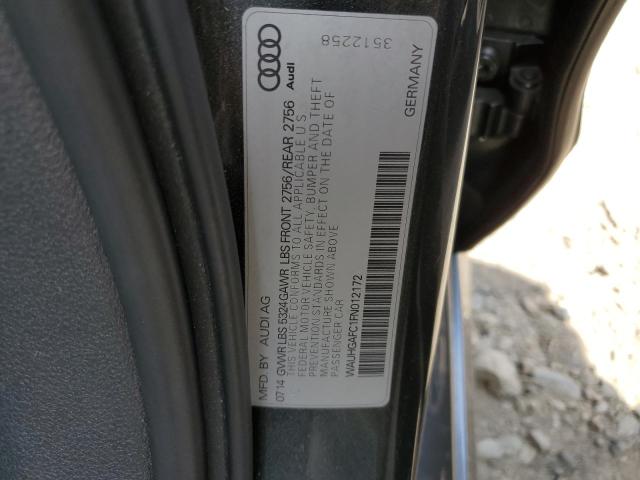 3512258
Audi
MFD. BY AUDI AG
07 14 GVWR LBS 5324 GAWR LBS FRONT 2756/REAR 2756
THIS VEHICLE CONFORMS TO ALL APPLICABLE U S
FEDERAL MOTOR VEHICLE SAFETY, BUMPER AND THEFT
PREVENTION STANDARDS IN EFFECT ON THE DATE OF
MANUFACTURE SHOWN ABOVE
PASSENGER CAR
WAUHGAFC1FN012172
GERMANY